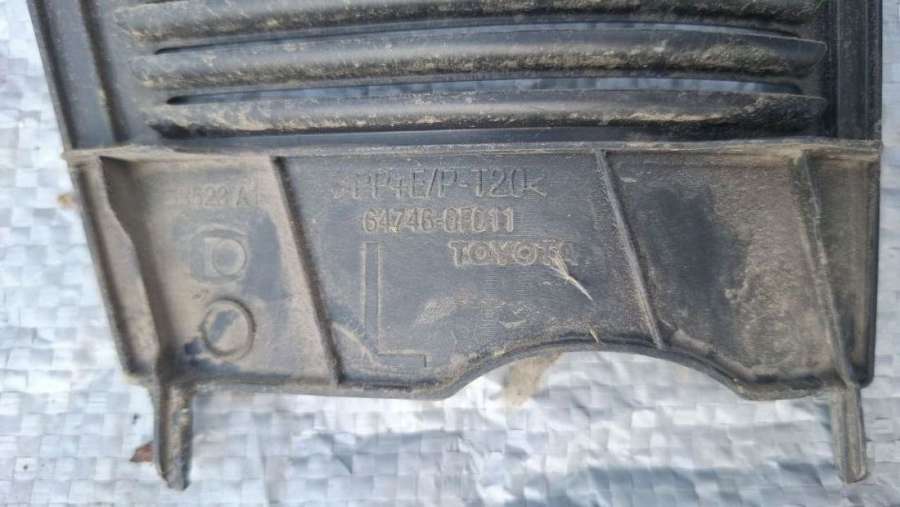 >PP+E/P-T20<
64746-0F011
TOYOTA
L